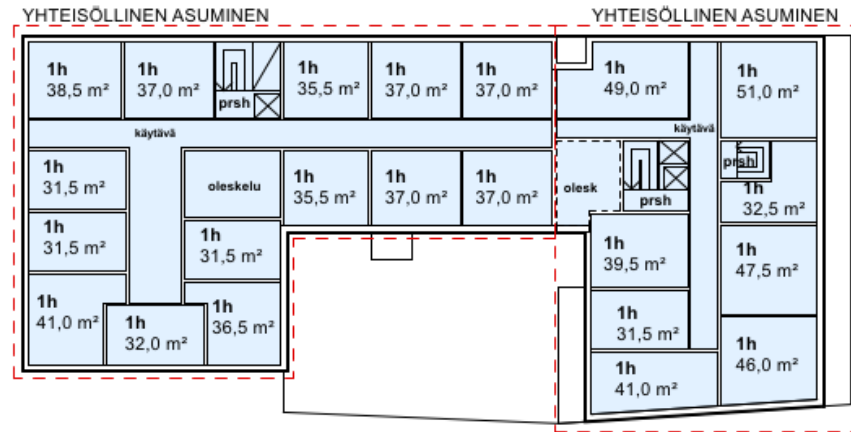 YHTEISÖLLINEN ASUMINEN
YHTEISÖLLINEN ASUMINEN
1h
38,5 m²
1h
37,0 m²
prsh
1h
35,5 m²
1h
37,0 m²
1h
37,0 m²
1h
49,0 m²
1h
51,0 m²
käytävä
käytävä
1h
31,5 m²
oleskelu
1h
35,5 m²
1h
37,0 m²
1h
37,0 m²
olesk
prsh
prsh
1h
32,5 m²
1h
31,5 m²
1h
31,5 m²
1h
39,5 m²
1h
47,5 m²
1h
41,0 m²
1h
32,0 m²
1h
36,5 m²
1h
31,5 m²
1h
41,0 m²
1h
46,0 m²